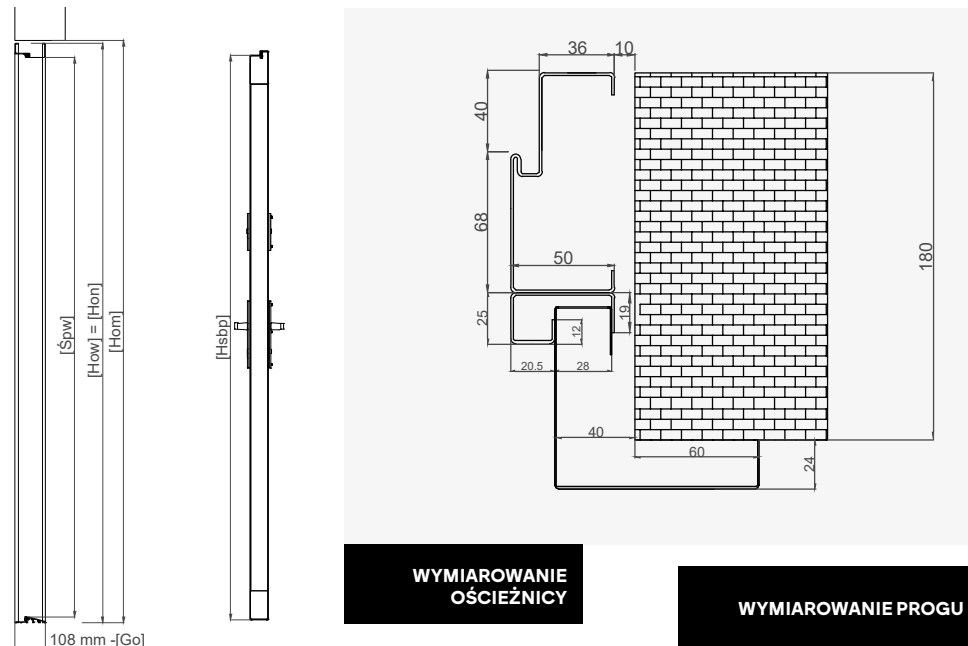 [Śpw]
[How] = [Hon]
[Hom]
108 mm -[Go]
[Hsbp]
36
10
40
68
50
25
19
12
20.5
28
40
60
24
180
WYMIAROWANIE
OŚCIEŻNICY
WYMIAROWANIE PROGU